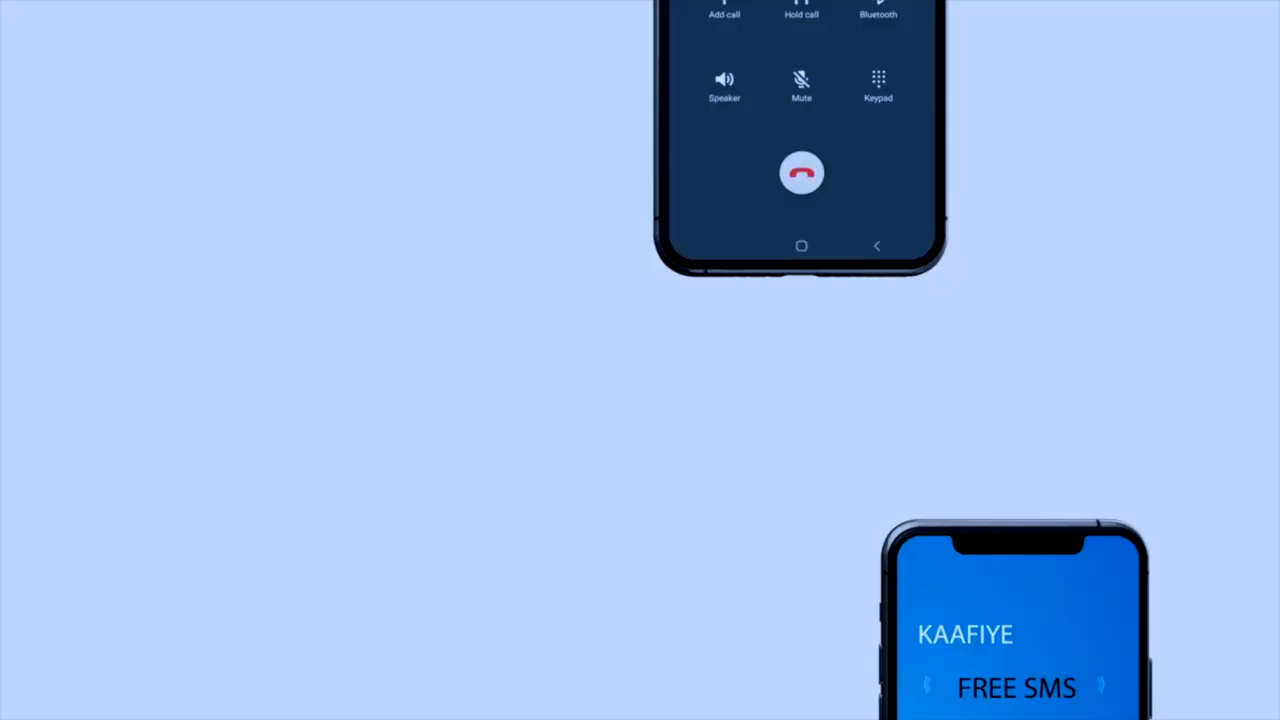 Add call Hold call Bluetooth
Speaker Mute Keypad
KAAFIYE
FREE SMS